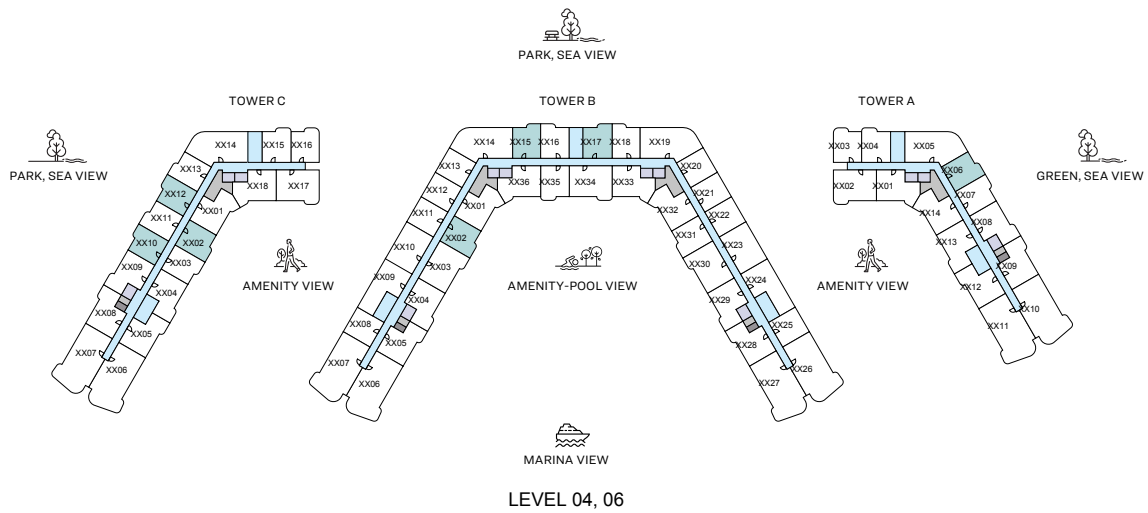 PARK, SEA VIEW
TOWER C
TOWER B
TOWER A
PARK, SEA VIEW
GREEN, SEA VIEW
XX14
XX15
XX16
XX13
XX12
XX11
XX10
XX09
XX08
XX07
XX06
XX05
XX04
XX03
XX02
XX01
XX18
XX17
XX14
XX15
XX16
XX17
XX18
XX19
XX13
XX12
XX11
XX10
XX09
XX08
XX07
XX06
XX05
XX04
XX03
XX02
XX01
XX36
XX35
XX34
XX33
XX32
XX31
XX30
XX29
XX28
XX27
XX26
XX25
XX24
XX23
XX22
XX21
XX20
XX03
XX04
XX05
XX06
XX02
XX01
XX07
XX14
XX08
XX13
XX09
XX12
XX10
XX11
AMENITY VIEW
AMENITY-POOL VIEW
AMENITY VIEW
MARINA VIEW
LEVEL 04, 06